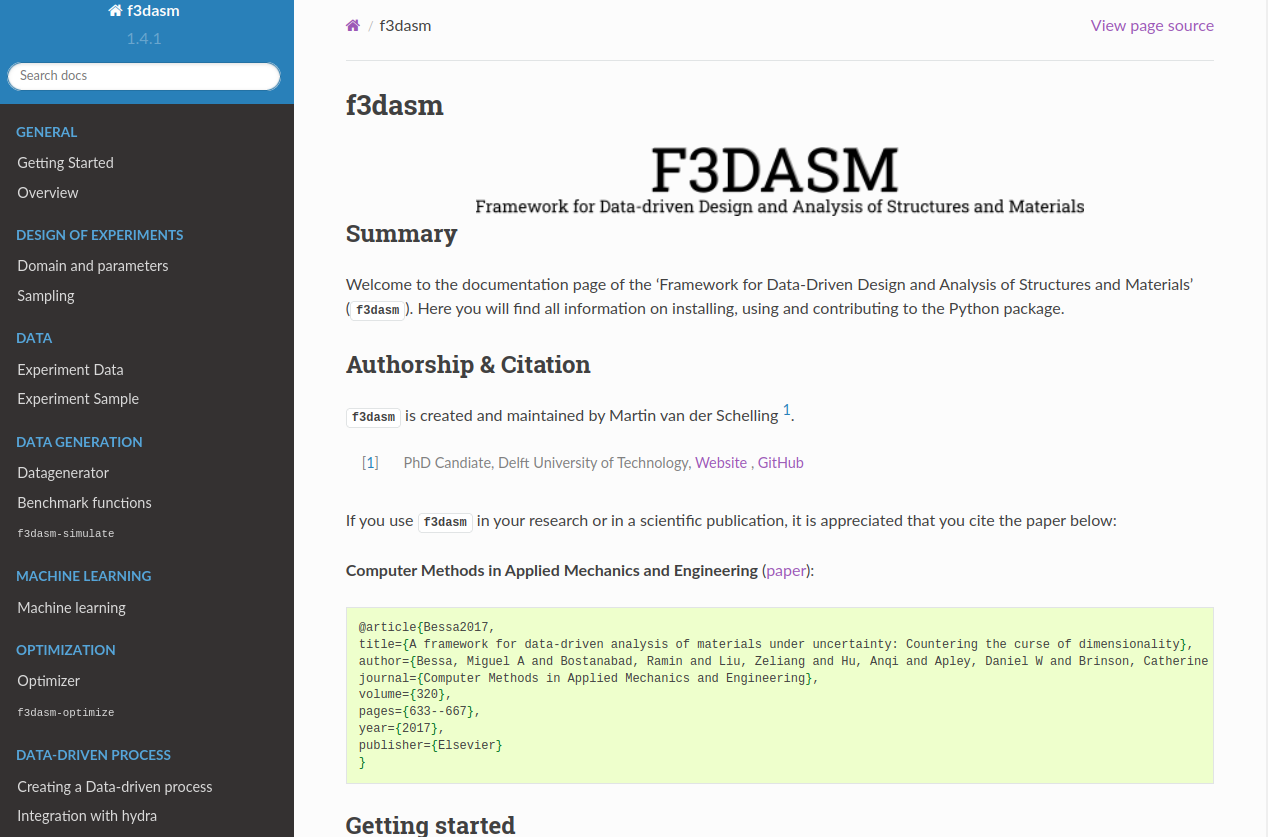 f3dasm
1.4.1
Search docs
GENERAL
Getting Started
Overview
DESIGN OF EXPERIMENTS
Domain and parameters
Sampling
DATA
Experiment Data
Experiment Sample
DATA GENERATION
Datagenerator
Benchmark functions
f3dasm-simulate
MACHINE LEARNING
Machine learning
OPTIMIZATION
Optimizer
f3dasm-optimize
DATA-DRIVEN PROCESS
Creating a Data-driven process
Integration with hydra
/ f3dasm
View page source
f3dasm
F3DASM
Framework for Data-driven Design and Analysis of Structures and Materials
Summary
Welcome to the documentation page of the ‘Framework for Data-Driven Design and Analysis of Structures and Materials’
(f3dasm). Here you will find all information on installing, using and contributing to the Python package.
Authorship & Citation
f3dasm is created and maintained by Martin van der Schelling 1.
[1] PhD Candiate, Delft University of Technology, Website , GitHub
If you use f3dasm in your research or in a scientific publication, it is appreciated that you cite the paper below:
Computer Methods in Applied Mechanics and Engineering (paper):
@article{Bessa2017,
title={A framework for data-driven analysis of materials under uncertainty: Countering the curse of dimensionality},
author={Bessa, Miguel A and Bostanabad, Ramin and Liu, Zeliang and Hu, Anqi and Apley, Daniel W and Brinson, Catherine
journal={Computer Methods in Applied Mechanics and Engineering},
volume={320},
pages={633--667},
year={2017},
publisher={Elsevier}
}
Getting started